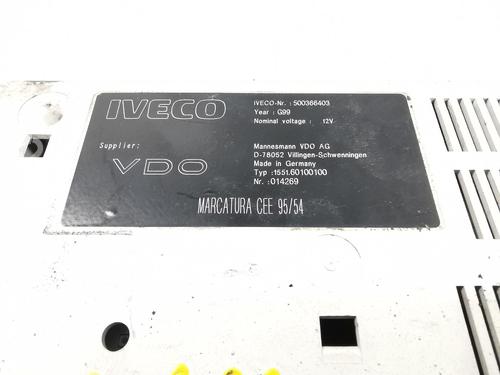 IVECO
IVECO-Nr. : 500366403
Year : G99
Nominal voltage : 12V
Supplier:
VDO
Mannesmann VDO AG
D-78052 Villingen-Schwenningen
Made in Germany
Typ :1551.60100100
Nr. :014269
MARCATURA CEE 95/54